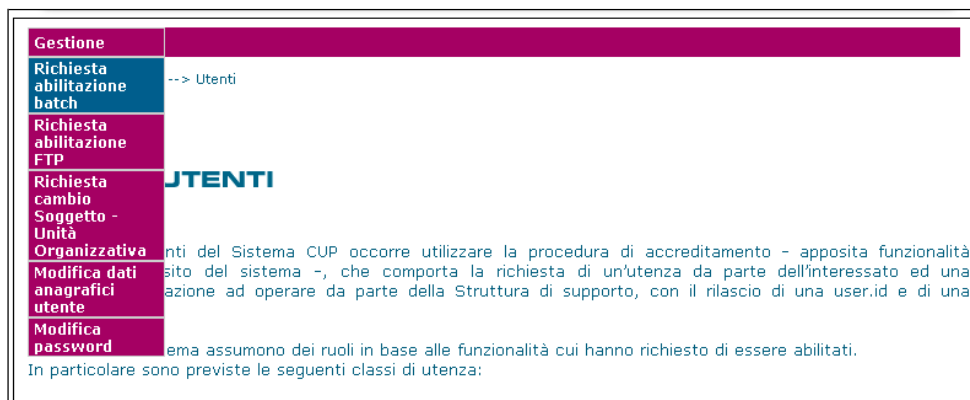 Gestione
Richiesta
abilitazione
batch
--> Utenti
Richiesta
abilitazione
FTP
Richiesta
cambio
Soggetto -
Unità
Organizzativa
Modifica dati
anagrafici
utente
Modifica
password
UTENTI
nti del Sistema CUP occorre utilizzare la procedura di accreditamento - apposita funzionalità
sito del sistema -, che comporta la richiesta di un'utenza da parte dell'interessato ed una
azione ad operare da parte della Struttura di supporto, con il rilascio di una user.id e di una
ema assumono dei ruoli in base alle funzionalità cui hanno richiesto di essere abilitati.
In particolare sono previste le seguenti classi di utenza: